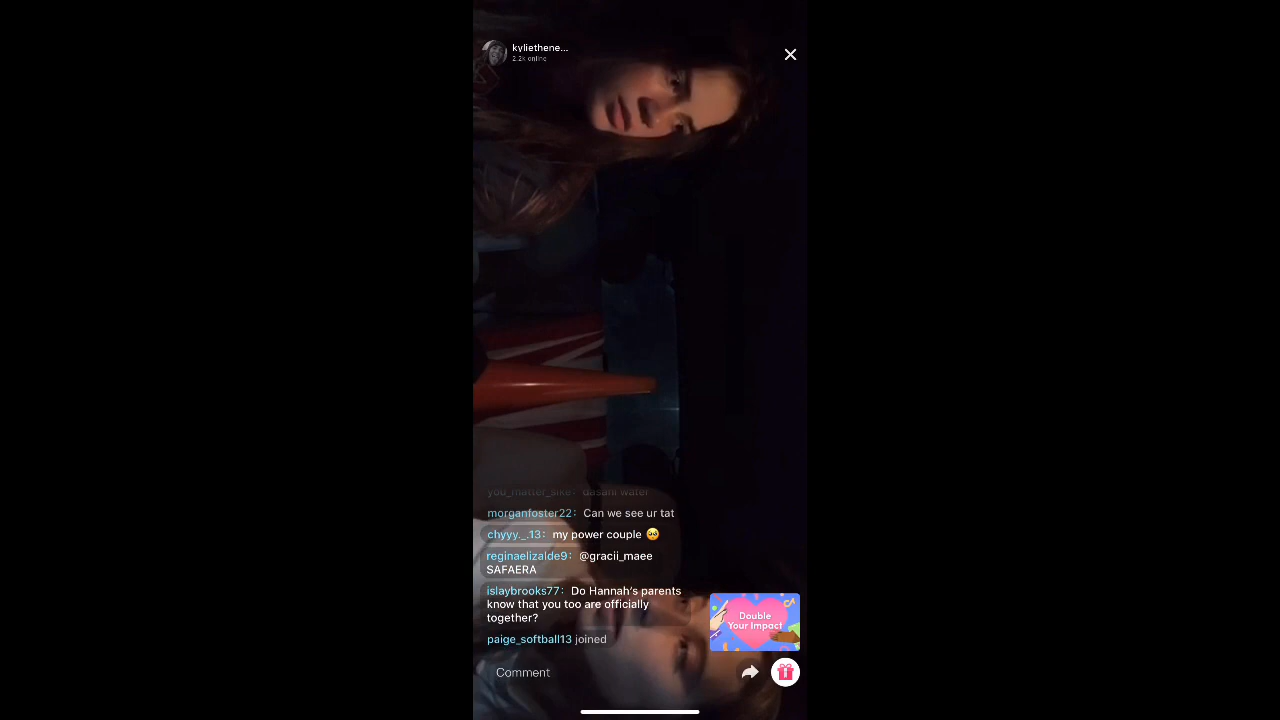 kyliethene...
2.2k online
you_matter_sike: dasani water
morganfoster22: Can we see ur tat
chyyy._.13: my power couple 🥺
reginaelizalde9: @gracii_maee
SAFAERA
islaybrooks77: Do Hannah's parents
know that you too are officially
together?
paige_softball13 joined
Double
Your Impact
Comment